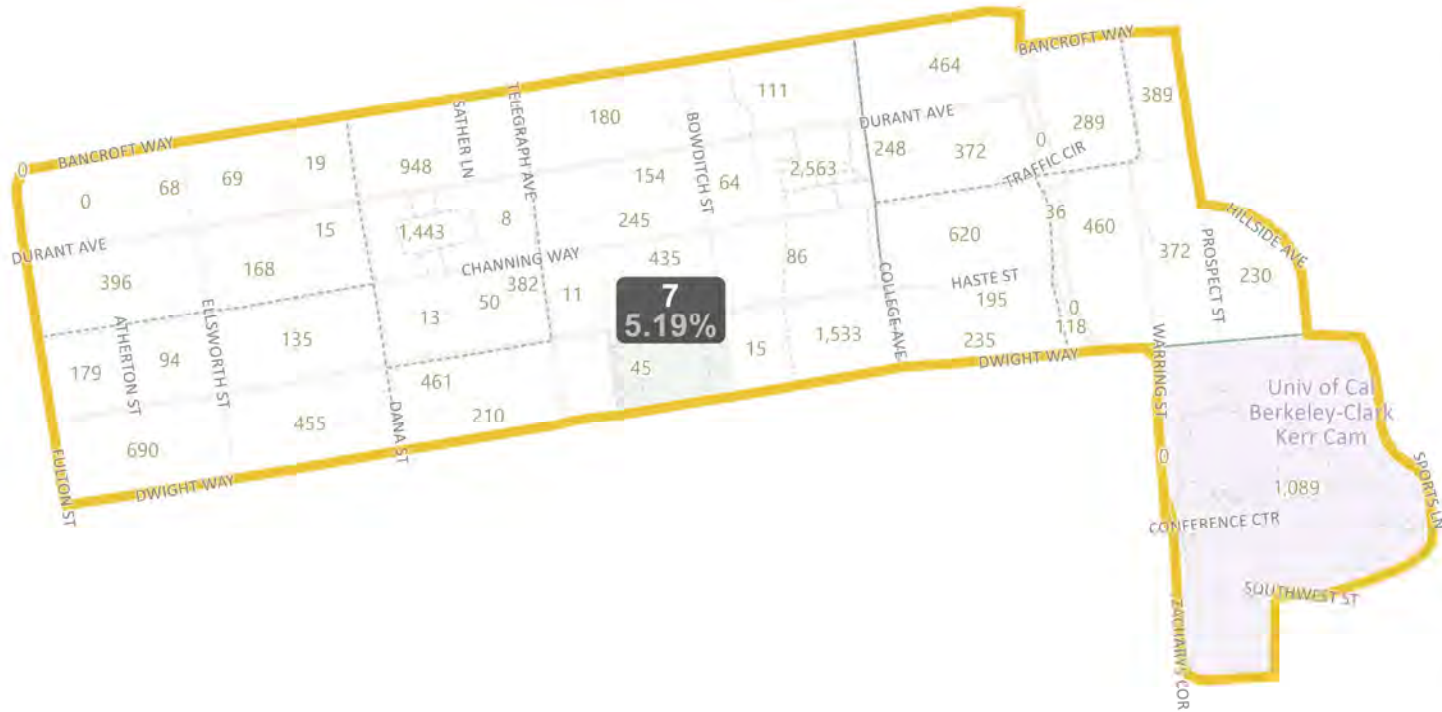 BANCROFT WAY
464
389
111
TELEGRAPH AVE
SATHER LN
180
BOWDITCH ST
DURANT AVE
289
0
BANCROFT WAY
19
948
248
372
0
TRAFFIC CIR
0
68
69
154
64
2,563
HILLSIDE AVE
DURANT AVE
15
1,443
8
245
36
460
620
372
PROSPECT ST
230
396
168
CHANNING WAY
435
86
COLLEGE AVE
HASTE ST
382
50
11
7
5.19%
195
0
118
ELLSWORTH ST
ATHERTON ST
135
13
15
1,533
235
DWIGHT WAY
WARRING ST
179
94
461
45
Univ of Cal
Berkeley-Clark
Kerr Cam
210
DANA ST
690
455
FULTON ST
DWIGHT WAY
0
1,089
SPORTS LN
CONFERENCE CTR
SOUTHWEST ST
ZACHARYS COR